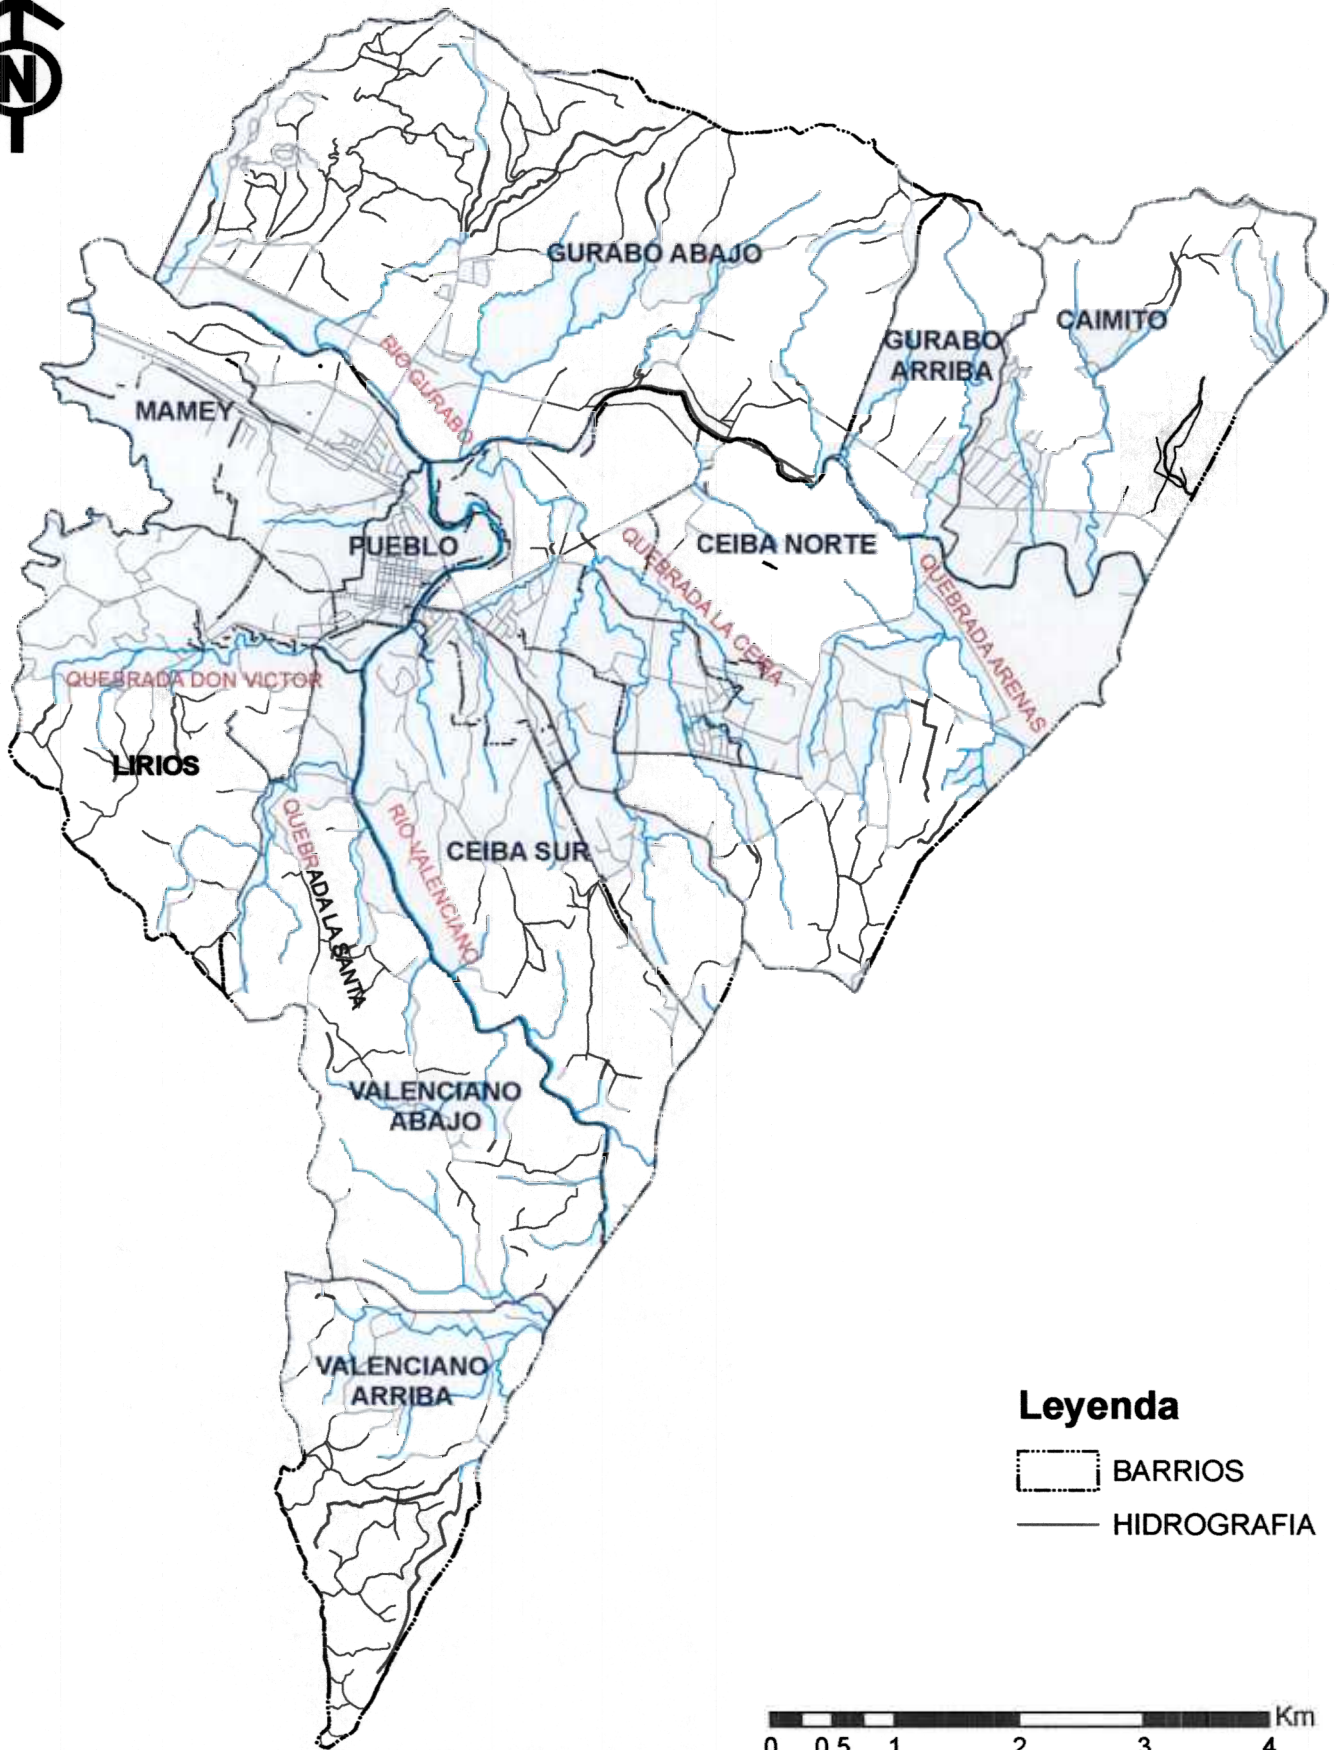 N
GURABO ABAJO
CAIMITO
GURABO
ARRIBA
RIO GURABO
MAMEY
PUEBLO
CEIBA NORTE
QUEBRADA LA CEIBA
QUEBRADA ARENAS
QUEBRADA DON VICTOR
LIRIOS
QUEBRADA LA SANTA
RIO VALENCIANO
CEIBA SUR
VALENCIANO
ABAJO
VALENCIANO
ARRIBA
Leyenda
BARRIOS
HIDROGRAFIA
Km
0 0.5 1 2 3 4